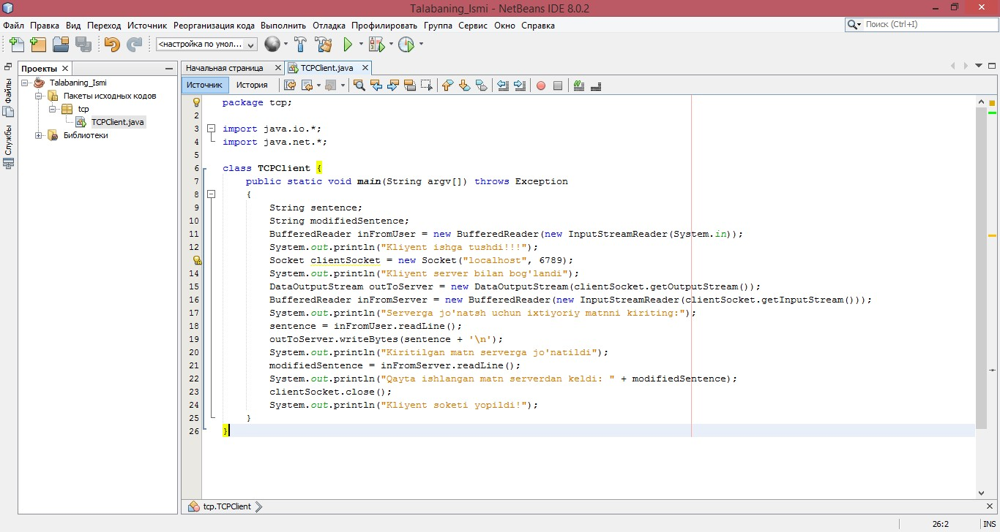 Talabaning_Ismi - NetBeans IDE 8.0.2
Файл Правка Вид Переход Источник Реорганизация кода Выполнить Отладка Профилировать Группа Сервис Окно Справка
Поиск (Ctrl+I)
<настройка по умол...
Файлы
Службы
Проекты
Talabaning_Ismi
Пакеты исходных кодов
tcp
TCPClient.java
Библиотеки
Начальная страница TCPClient.java
Источник История
package tcp;
2
3 import java.io.*;
4 import java.net.*;
5
6 class TCPClient {
7 public static void main(String argv[]) throws Exception
8 {
9 String sentence;
10 String modifiedSentence;
11 BufferedReader inFromUser = new BufferedReader(new InputStreamReader(System.in));
12 System.out.println("Kliyent ishga tushdi!!!");
Socket clientSocket = new Socket("localhost", 6789);
14 System.out.println("Kliyent server bilan bog'landi");
15 DataOutputStream outToServer = new DataOutputStream(clientSocket.getOutputStream());
16 BufferedReader inFromServer = new BufferedReader(new InputStreamReader(clientSocket.getInputStream()));
17 System.out.println("Serverga jo'natsh uchun ixtiyoriy matnni kiriting:");
18 sentence = inFromUser.readLine();
19 outToServer.writeBytes(sentence + '\n');
20 System.out.println("Kiritilgan matn serverga jo'natildi");
21 modifiedSentence = inFromServer.readLine();
22 System.out.println("Qayta ishlangan matn serverdan keldi: " + modifiedSentence);
23 clientSocket.close();
24 System.out.println("Kliyent soketi yopildi!");
25 }
26 }
tcp.TCPClient
26:2 INS